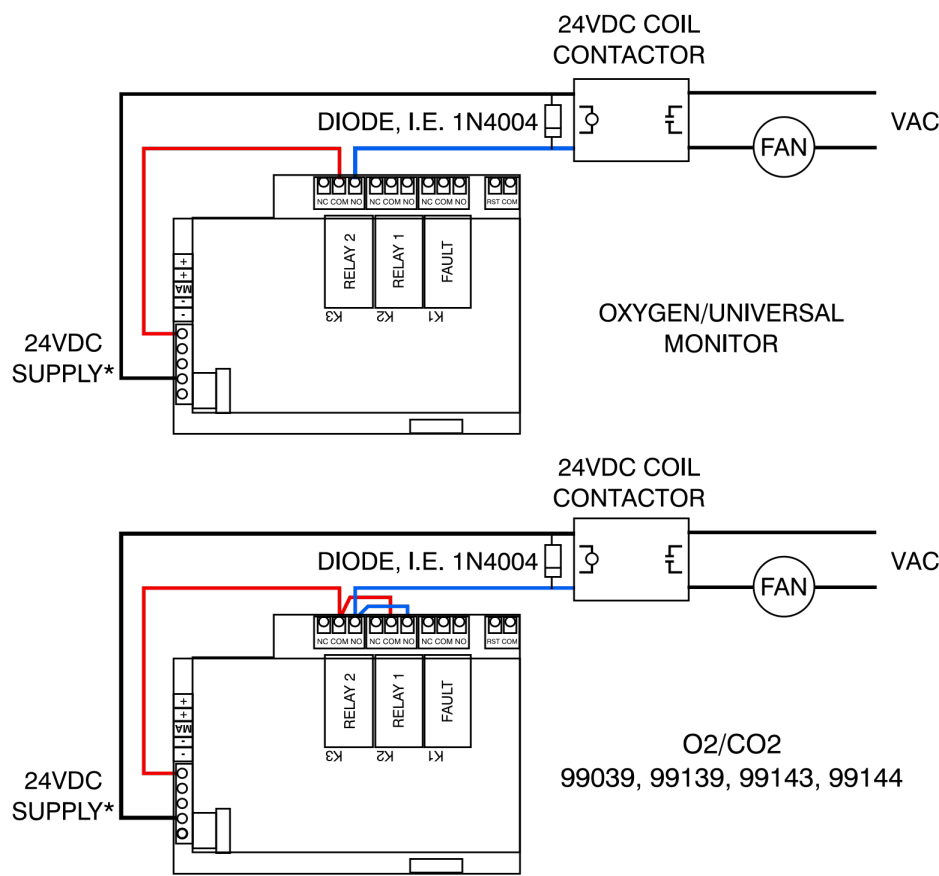 24VDC COIL
CONTACTOR
DIODE, I.E. 1N4004
VAC
FAN
NC COM NO NC COM NO NC COM NO RST COM
RELAY 2
RELAY 1
FAULT
K3
K2
K1
+
+
MA
-
-
24VDC
SUPPLY*
OXYGEN/UNIVERSAL
MONITOR
24VDC COIL
CONTACTOR
DIODE, I.E. 1N4004
VAC
FAN
NC COM NO NC COM NO NC COM NO RST COM
RELAY 2
RELAY 1
FAULT
K3
K2
K1
+
+
MA
-
-
24VDC
SUPPLY*
O2/CO2
99039, 99139, 99143, 99144